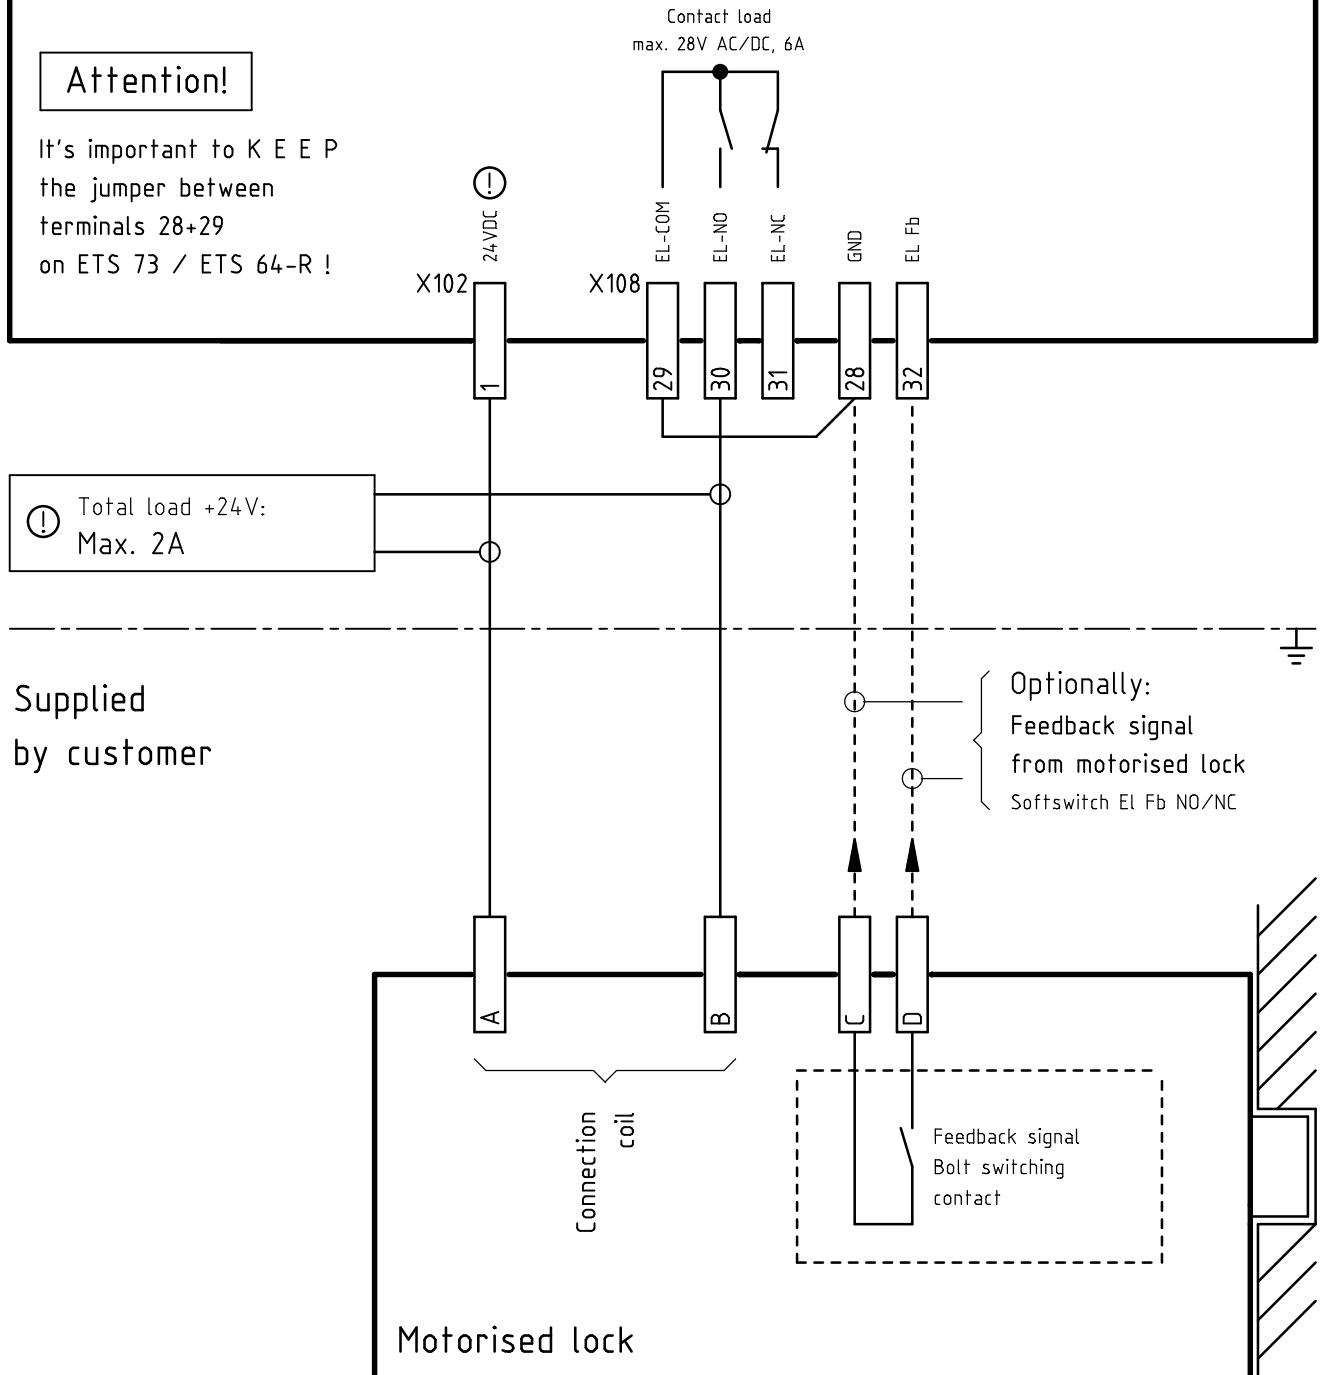 Contact load
max. 28V AC/DC, 6A
Attention!
It's important to K E E P
the jumper between
terminals 28+29
on ETS 73 / ETS 64-R !
24VDC
!
EL-COM
EL-NO
EL-NC
GND
EL Fb
X102
X108
1
29
30
31
28
32
! Total load +24V:
Max. 2A
Supplied
by customer
Optionally:
Feedback signal
from motorised lock
Softswitch El Fb NO/NC
A
B
C
D
Connection
coil
Feedback signal
Bolt switching
contact
Motorised lock